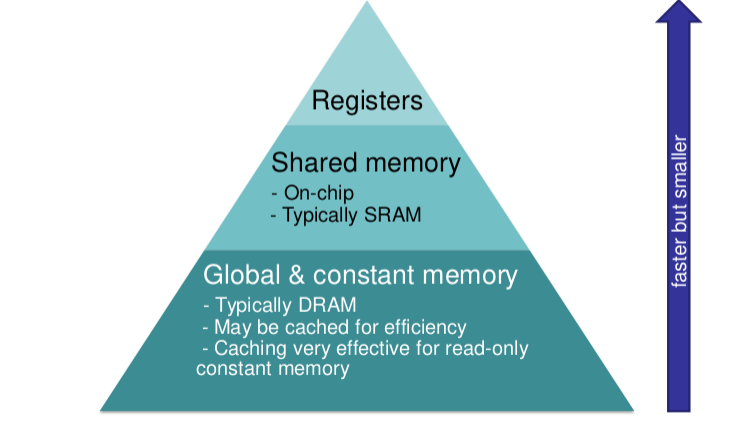 Registers
Shared memory
- On-chip
- Typically SRAM
Global & constant memory
- Typically DRAM
- May be cached for efficiency
- Caching very effective for read-only
constant memory
faster but smaller